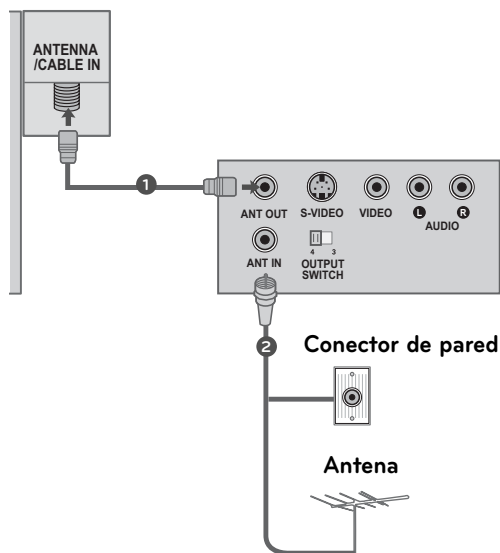 ANTENNA
/CABLE IN
1
ANT OUT
S-VIDEO
VIDEO
L
R
AUDIO
ANT IN
4 3
OUTPUT
SWITCH
2
Conector de pared
Antena